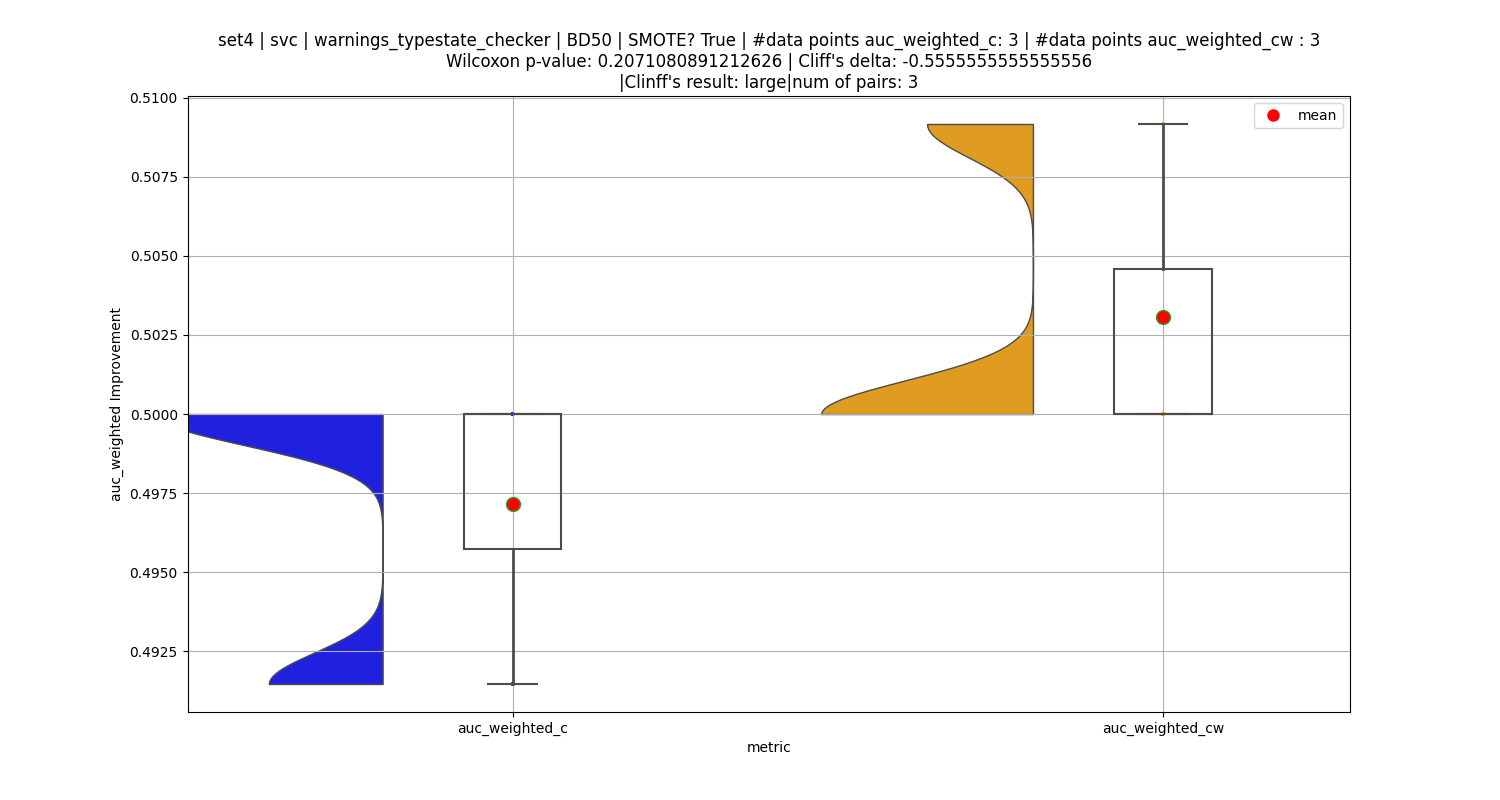 set4 | svc | warnings_typestate_checker | BD50 | SMOTE? True | #data points auc_weighted_c: 3 | #data points auc_weighted_cw : 3
Wilcoxon p-value: 0.2071080891212626 | Cliff's delta: -0.5555555555555556
|Clinff's result: large|num of pairs: 3
0.5100
mean
0.5075
0.5050
0.5025
0.5000
0.4975
0.4950
0.4925
auc_weighted Improvement
auc_weighted_c
auc_weighted_cw
metric